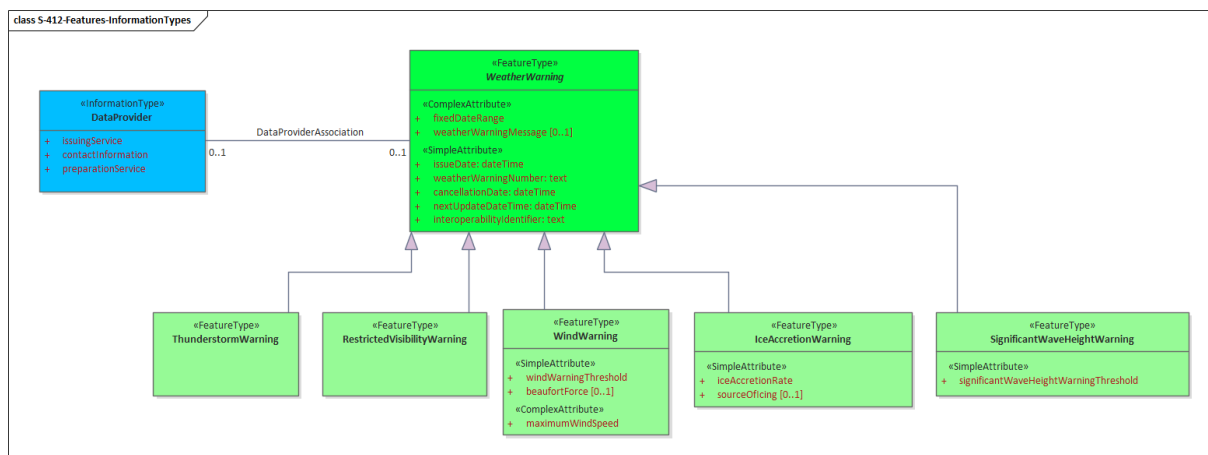 class S-412-Features-InformationTypes
«FeatureType»
WeatherWarning
«ComplexAttribute»
+ fixedDateRange
+ weatherWarningMessage [0..1]
«SimpleAttribute»
+ issueDate: dateTime
+ weatherWarningNumber: text
+ cancellationDate: dateTime
+ nextUpdateDateTime: dateTime
+ interoperabilityIdentifier: text
«InformationType»
DataProvider
+ issuingService
+ contactInformation
+ preparationService
DataProviderAssociation
0..1
0..1
«FeatureType»
ThunderstormWarning
«FeatureType»
RestrictedVisibilityWarning
«FeatureType»
WindWarning
«SimpleAttribute»
+ windWarningThreshold
+ beaufortForce [0..1]
«ComplexAttribute»
+ maximumWindSpeed
«FeatureType»
IceAccretionWarning
«SimpleAttribute»
+ iceAccretionRate
+ sourceOfIcing [0..1]
«FeatureType»
SignificantWaveHeightWarning
«SimpleAttribute»
+ significantWaveHeightWarningThreshold